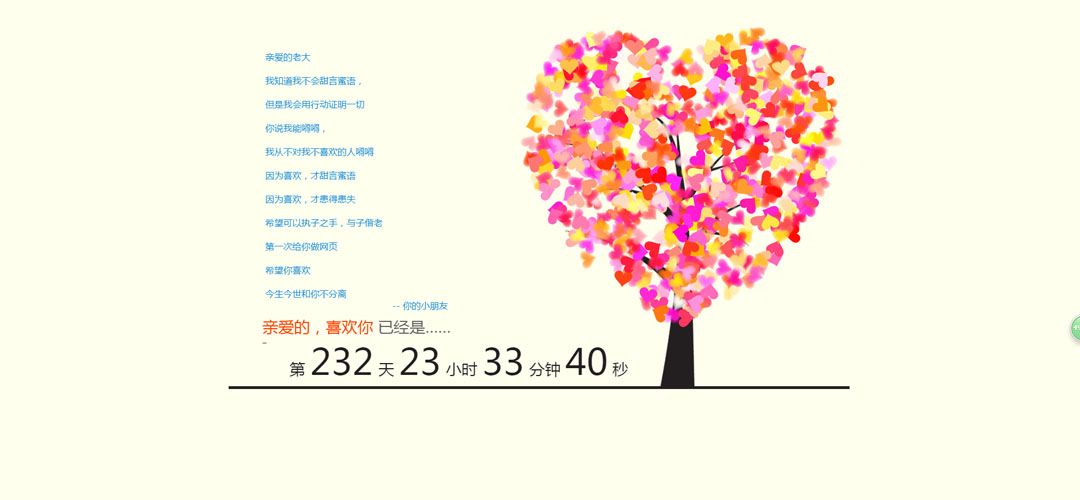 亲爱的老大
我知道我不会甜言蜜语，
但是我会用行动证明一切
你说我能嘚嘚，
我从不对我不喜欢的人嘚嘚
因为喜欢，才甜言蜜语
因为喜欢，才患得患失
希望可以执子之手，与子偕老
第一次给你做网页
希望你喜欢
今生今世和你不分离
-- 你的小朋友
亲爱的，喜欢你 已经是……
-
第 232 天 23 小时 33 分钟 40 秒